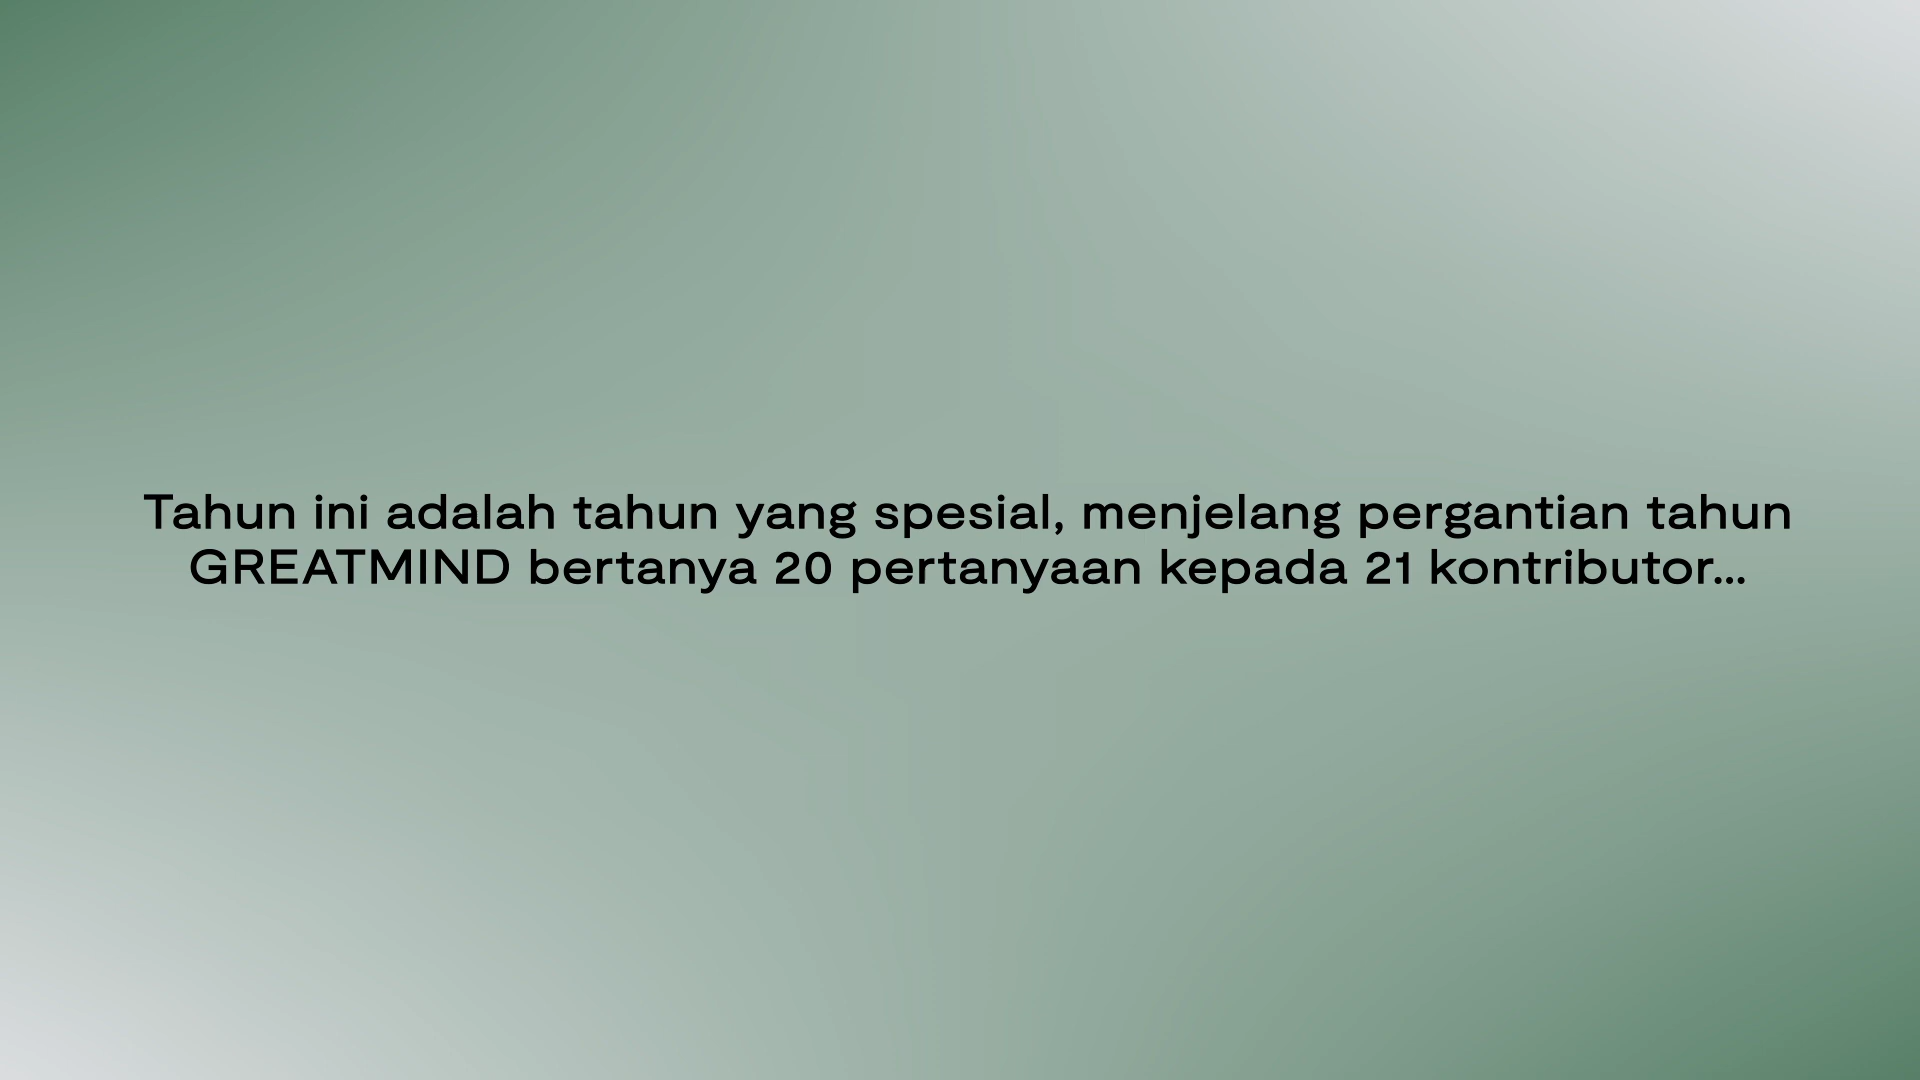 Tahun ini adalah tahun yang spesial, menjelang pergantian tahun
GREATMIND bertanya 20 pertanyaan kepada 21 kontributor...